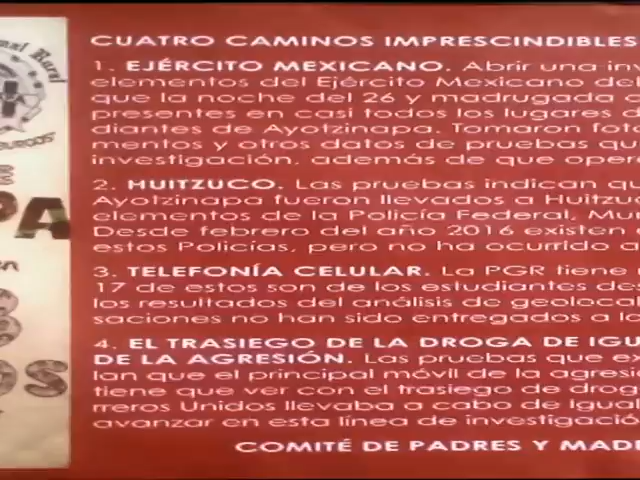 CUATRO CAMINOS IMPRESCINDIBLES
1. EJÉRCITO MEXICANO. Abrir una inv
elementos del Ejército Mexicano de
que la noche del 26 y madrugada
presentes en casi todos los lugares
diantes de Ayotzinapa. Tomaron fot
mentos y otros datos de pruebas qu
investigación, además de que oper
2. HUITZUCO. Las pruebas indican qu
Ayotzinapa fueron llevados a Huitzu
elementos de la Policía Federal, Mun
Desde febrero del año 2016 existen
estos Policías, pero no ha ocurrido a
3. TELEFONÍA CELULAR. La PGR tiene
17 de estos son de los estudiantes des
los resultados del análisis de geolocal
saciones no han sido entregados a lo
4. EL TRASIEGO DE LA DROGA DE IGU
DE LA AGRESIÓN. Las pruebas que ex
lan que el principal móvil de la agresi
tiene que ver con el trasiego de drog
rreros Unidos llevaba a cabo de Igual
avanzar en esta línea de investigació
COMITÉ DE PADRES Y MAD